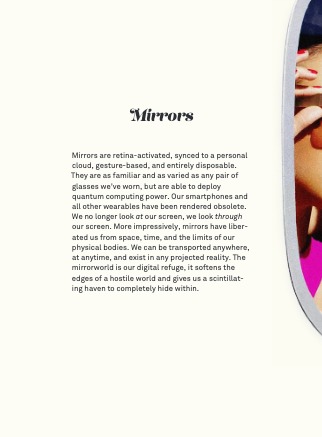 Mirrors
Mirrors are retina-activated, synced to a personal
cloud, gesture-based, and entirely disposable.
They are as familiar and as varied as any pair of
glasses we've worn, but are able to deploy
quantum computing power. Our smartphones and
all other wearables have been rendered obsolete.
We no longer look at our screen, we look through
our screen. More impressively, mirrors have liber-
ated us from space, time, and the limits of our
physical bodies. We can be transported anywhere,
at anytime, and exist in any projected reality. The
mirrorworld is our digital refuge, it softens the
edges of a hostile world and gives us a scintillat-
ing haven to completely hide within.